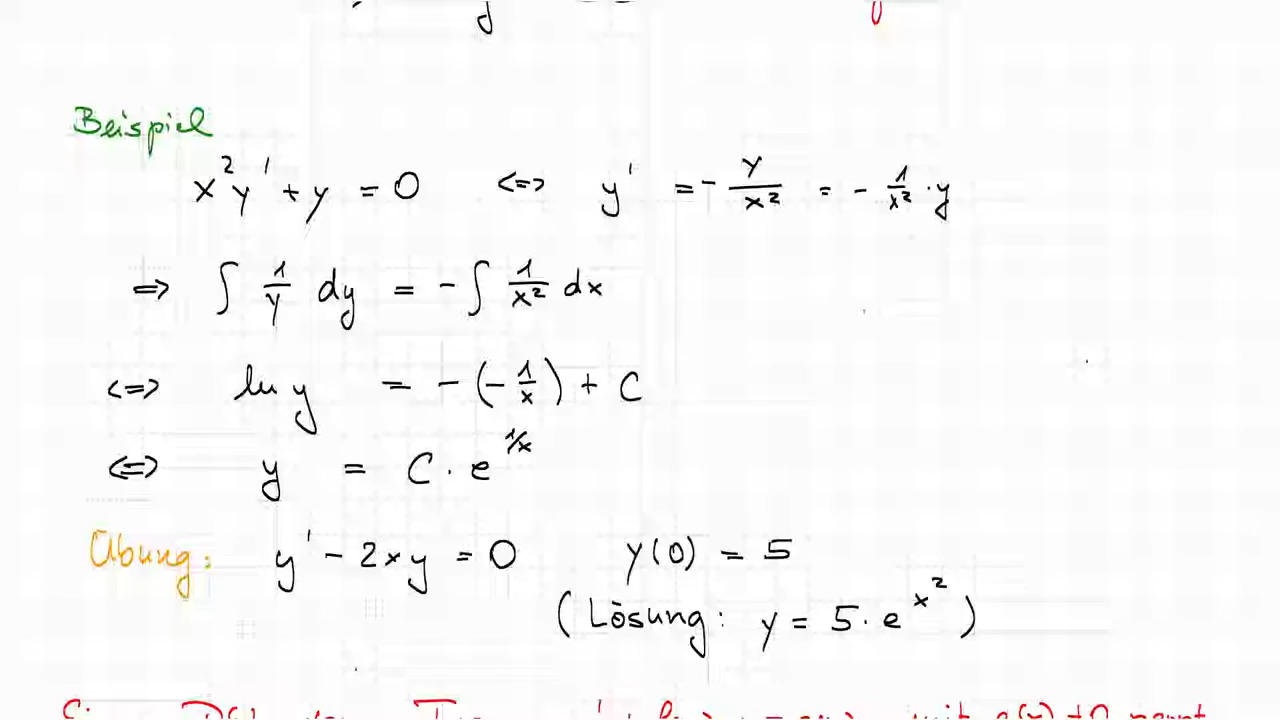 Beispiel
x²y' + y = 0 <=> y' = - y/x² = - 1/x² · y
=> ∫ 1/y dy = - ∫ 1/x² dx
<=> ln y = - (- 1/x) + C
<=> y = C · e^(1/x)
Übung: y' - 2xy = 0 y(0) = 5
(Lösung: y = 5 · e^(x²))